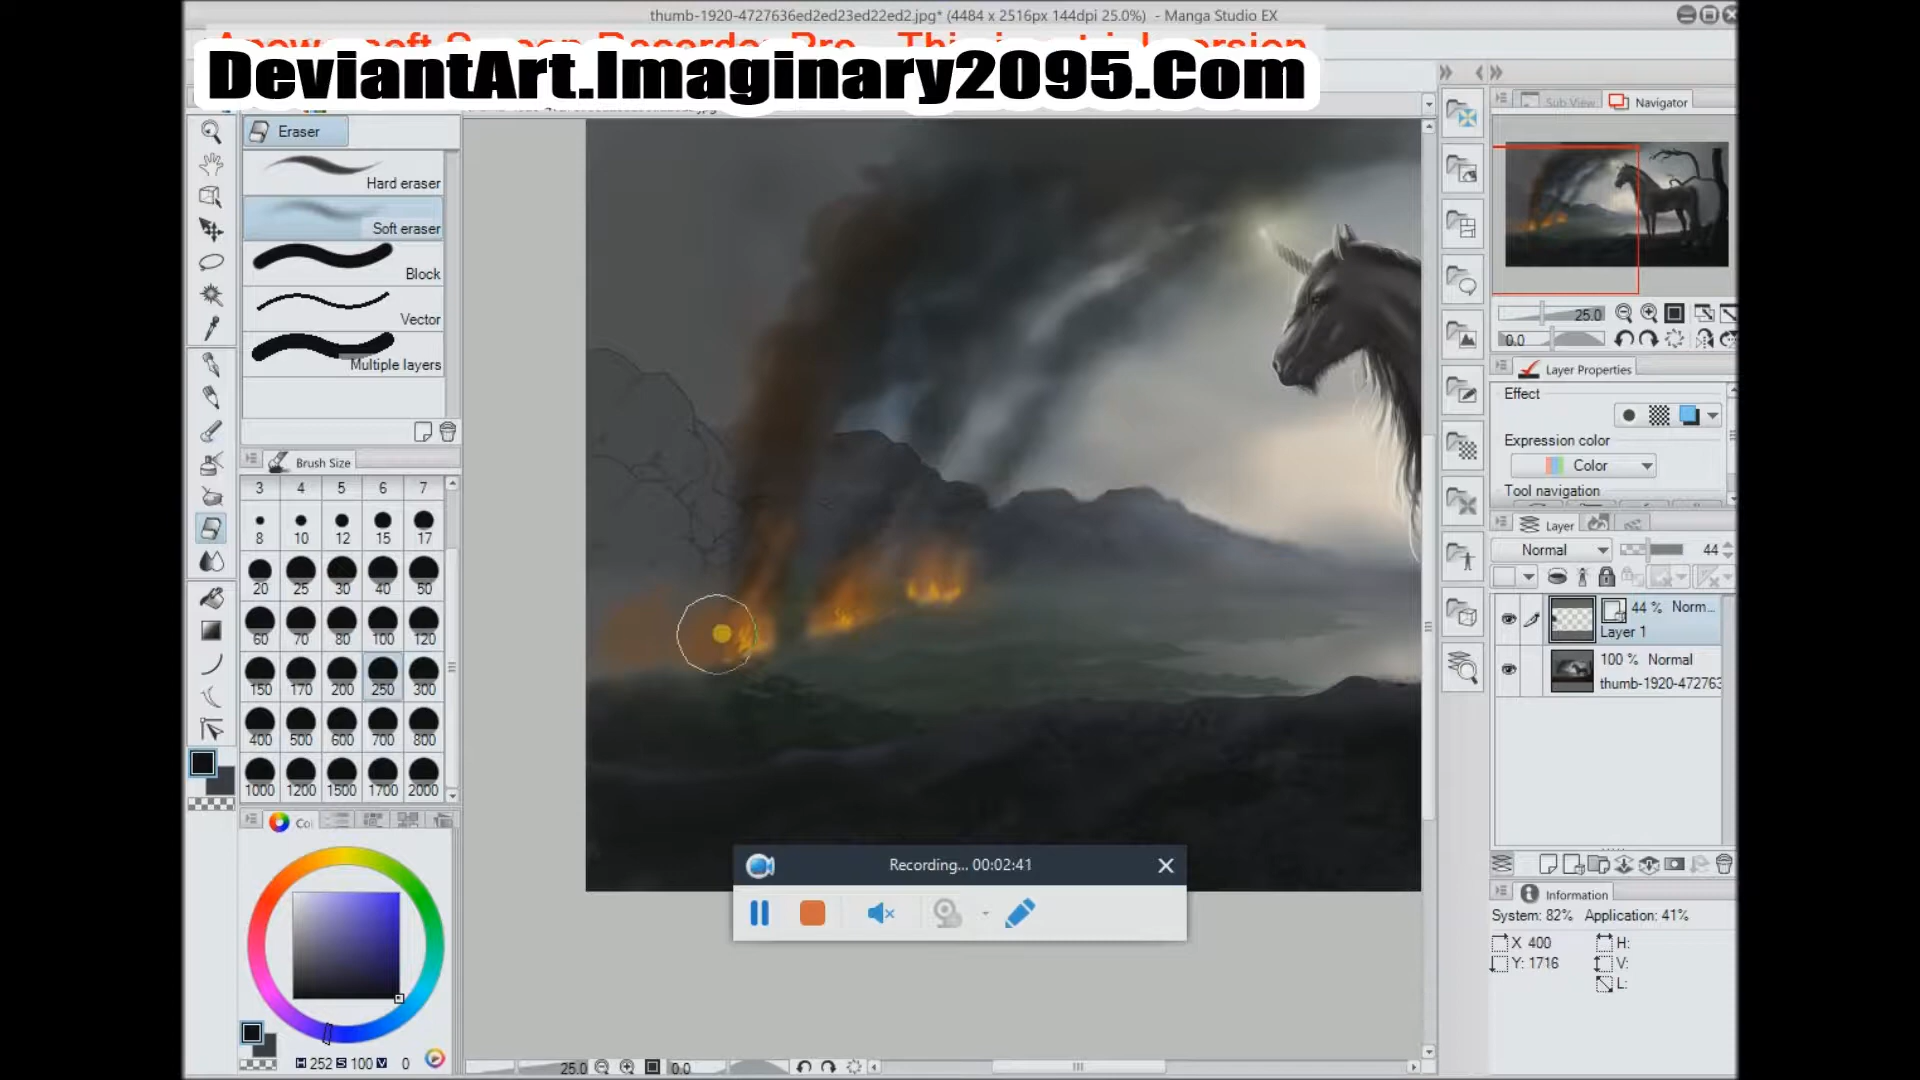 thumb-1920-4727636ed2ed23ed22ed2.jpg* (4484 x 2516px 144dpi 25.0%) - Manga Studio EX
DeviantArt.Imaginary2095.Com
Sub View
Navigator
Eraser
Hard eraser
Soft eraser
Block
Vector
Multiple layers
Brush Size
3 4 5 6 7
8 10 12 15 17
20 25 30 40 50
60 70 80 100 120
150 170 200 250 300
400 500 600 700 800
1000 1200 1500 1700 2000
H 252 S 100 V 0
25.0
0.0
Layer Properties
Effect
Expression color
Color
Tool navigation
Layer
Normal 44
44 % Norm...
Layer 1
100 % Normal
thumb-1920-472763
Information
System: 82% Application: 41%
X 400 H:
Y: 1716 V:
L:
Recording... 00:02:41
25.0 0.0